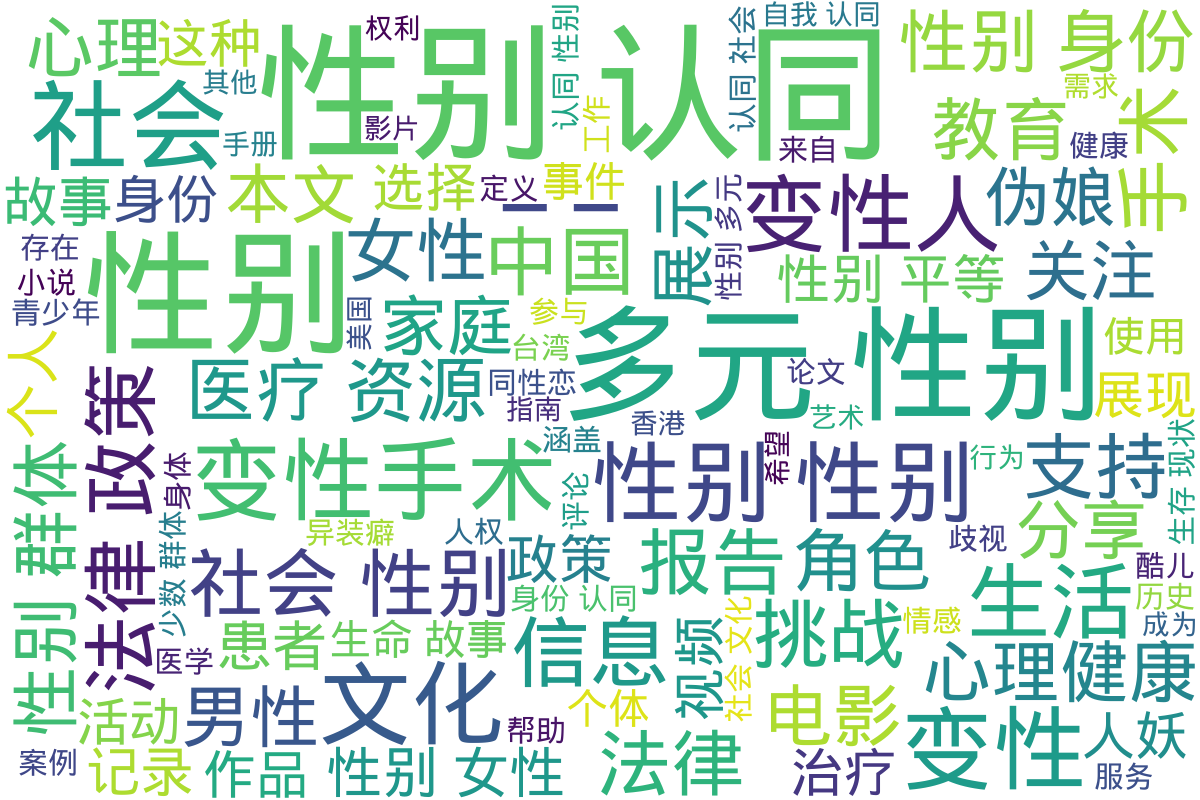 心理
这种
权利
性别 认同
认同 性别
认同 社会
自我 认同
性别 身份
社会
其他
手册
影片
工作
来自
教育
需求
健康
手术
故事
身份
本文
选择
定义
事件
一一
展示
性别 多元
变性人
伪娘
存在
小说
青少年
性别
女性
中国
性别 平等
关注
美国
家庭
参与
台湾
多元 性别
使用
个人
政策
医疗 资源
同性恋
指南
论文
艺术
展现
香港
涵盖
变性手术
性别 性别
希望
行为
支持
生存 现状
性别 群体
法律
身体
少数 群体
异装癖
人权
评论
歧视
分享
酷儿
社会 性别
政策
报告
角色
生活
历史
身份 认同
成为
患者
生命 故事
医学
信息
视频
社会 文化
挑战
情感
心理健康
活动
男性
文化
帮助
个体
电影
变性
人妖
案例
记录
作品
性别 女性
法律
治疗
服务